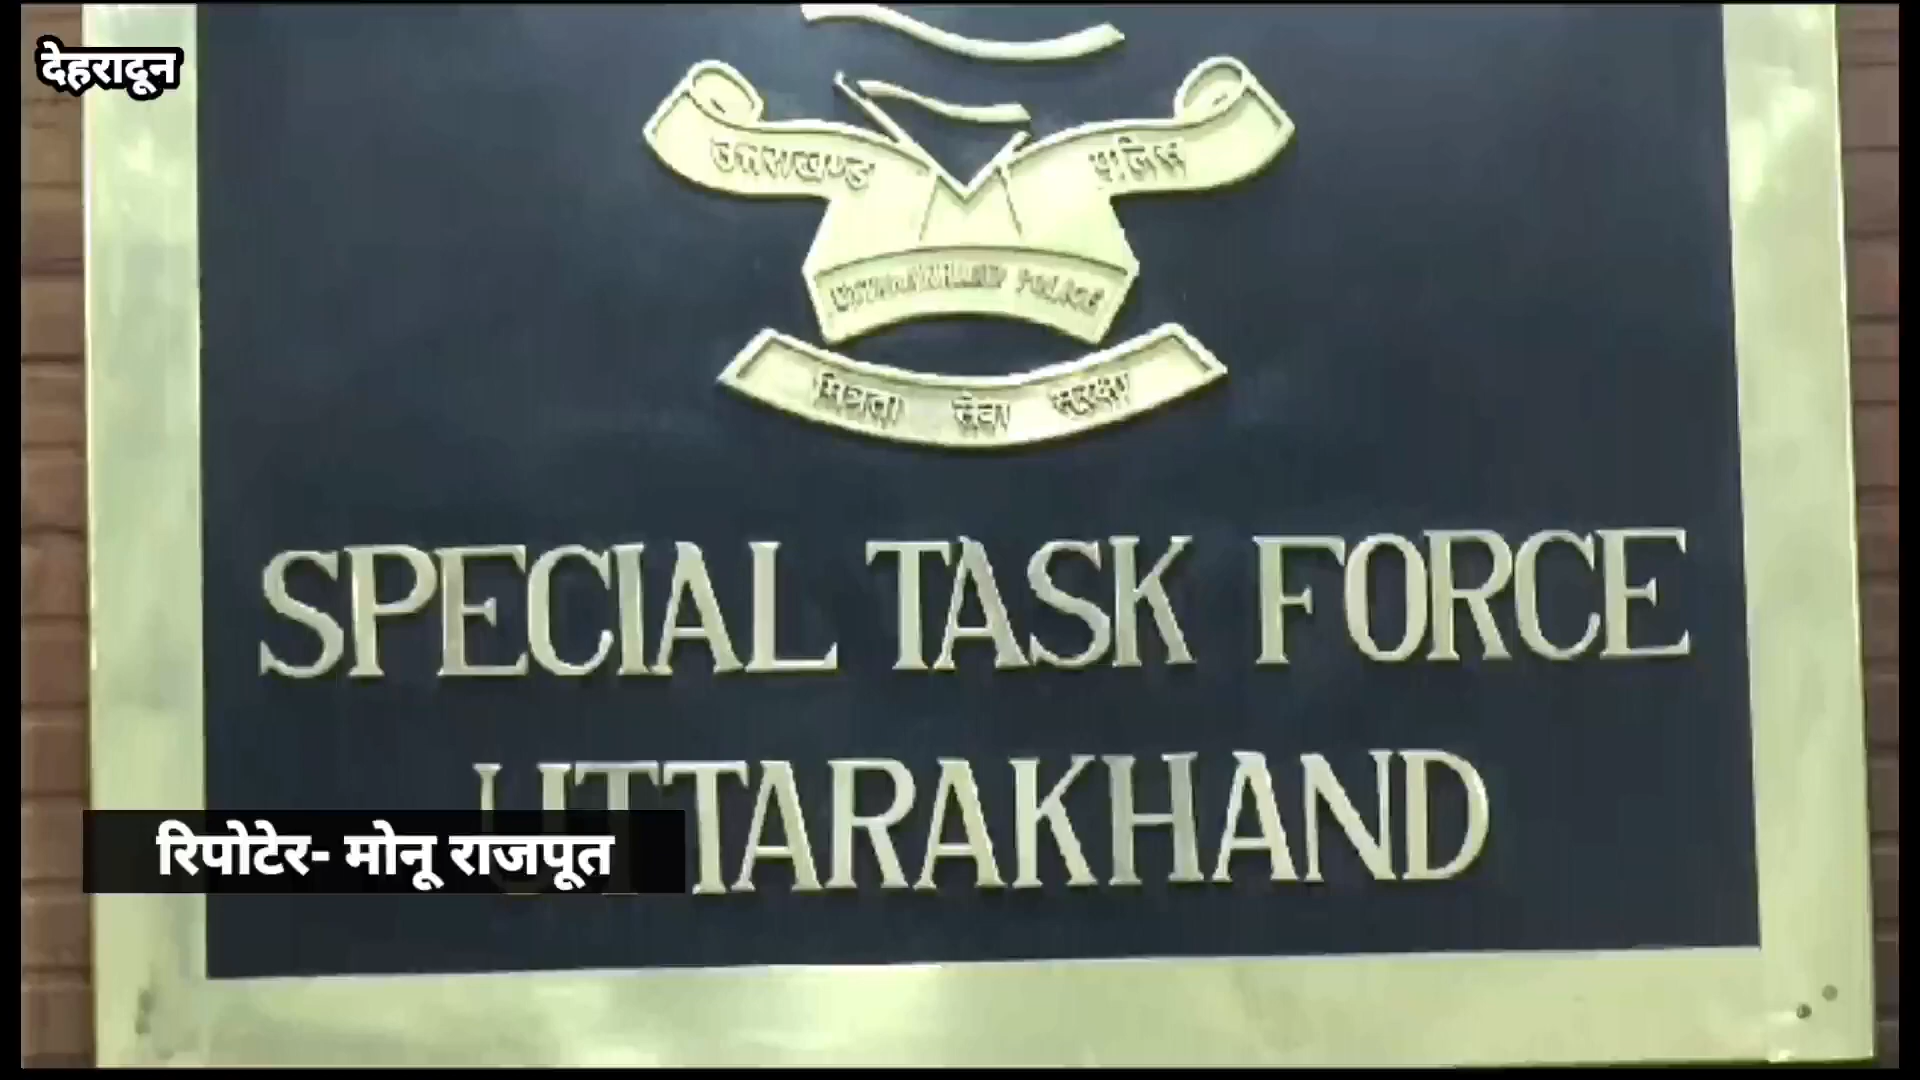 देहरादून
उत्तराखण्ड पुलिस
UTTARAKHAND POLICE
मित्रता सेवा सुरक्षा
SPECIAL TASK FORCE
UTTARAKHAND
रिपोटेर- मोनू राजपूत